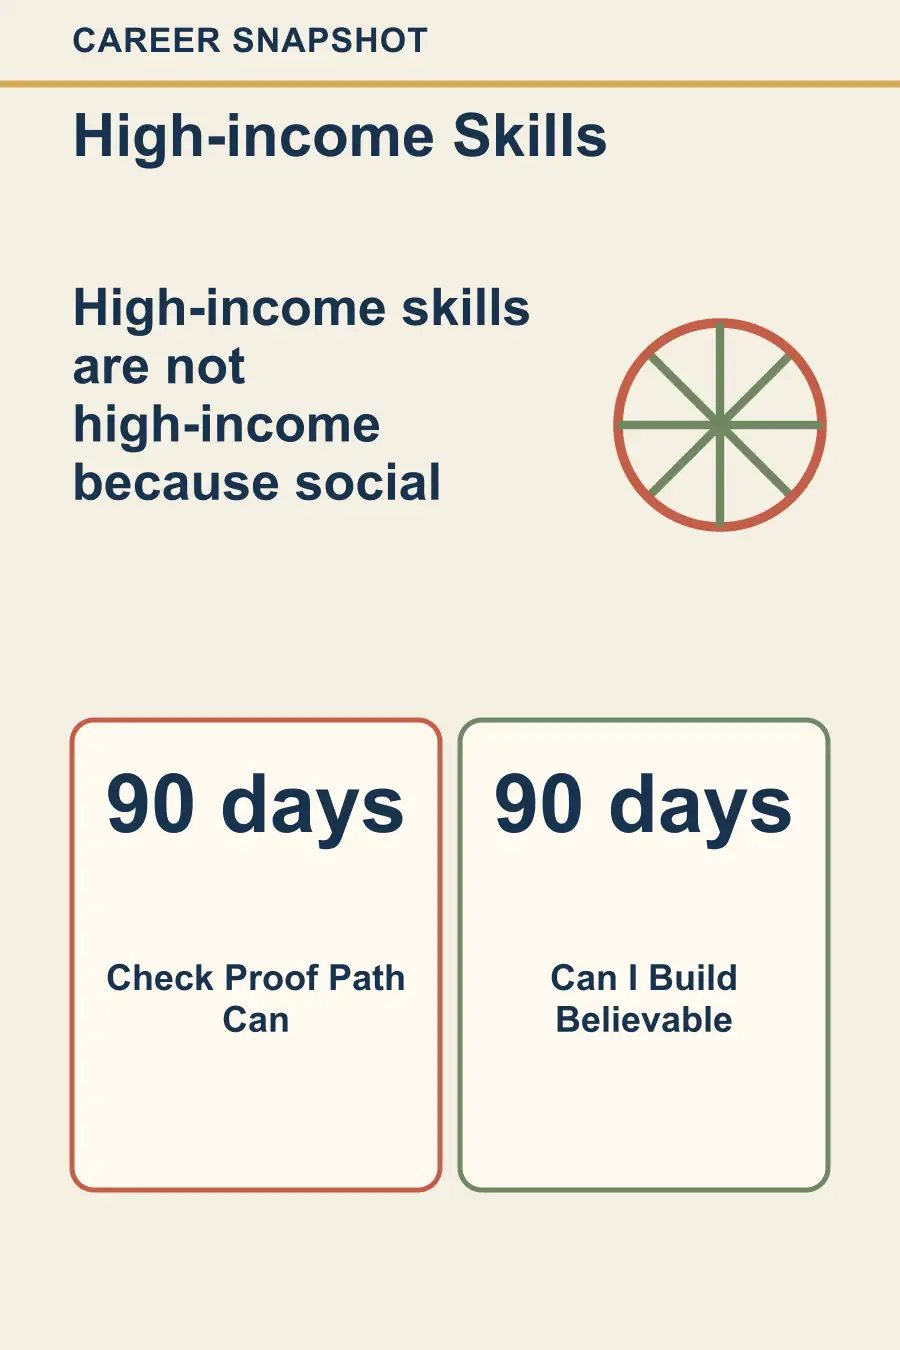 CAREER SNAPSHOT
High-income Skills
High-income skills
are not
high-income
because social
90 days
Check Proof Path
Can
90 days
Can I Build
Believable